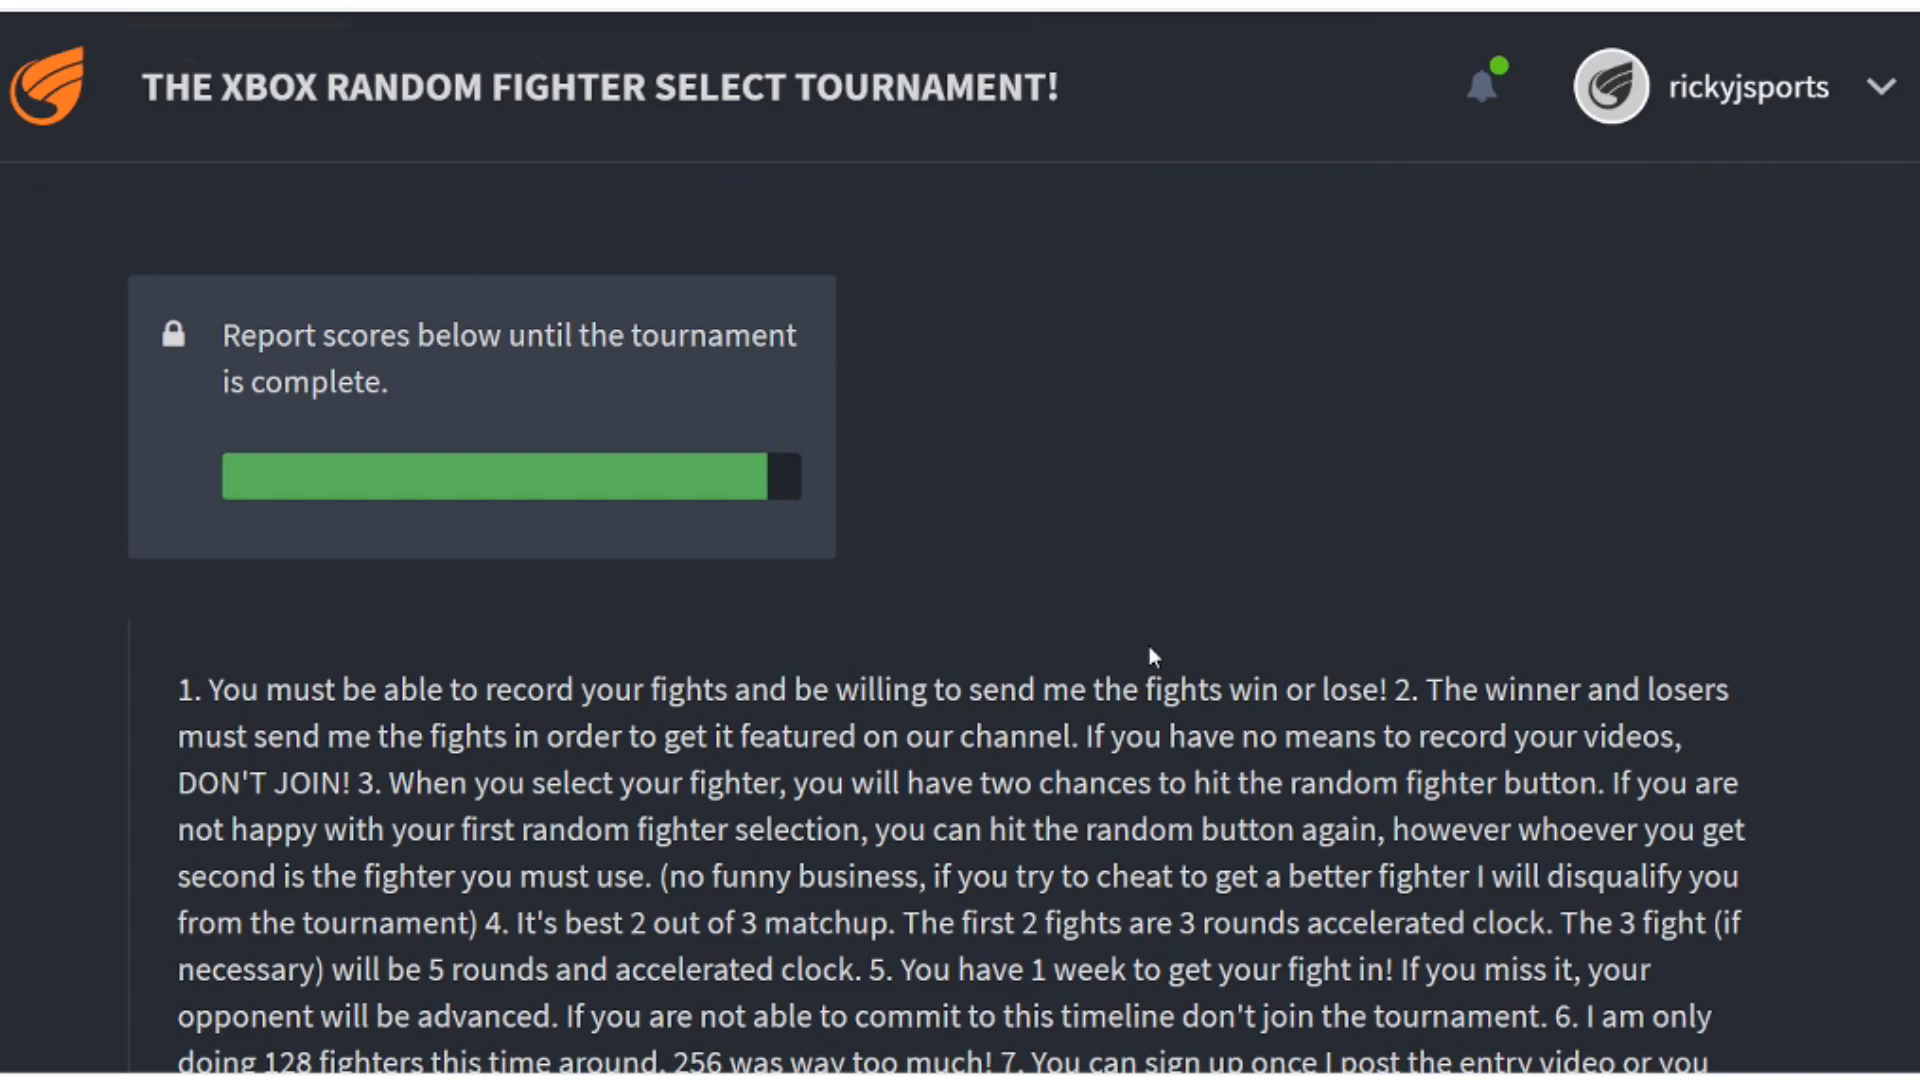 THE XBOX RANDOM FIGHTER SELECT TOURNAMENT!
rickyjsports
Report scores below until the tournament
is complete.
1. You must be able to record your fights and be willing to send me the fights win or lose! 2. The winner and losers
must send me the fights in order to get it featured on our channel. If you have no means to record your videos,
DON'T JOIN! 3. When you select your fighter, you will have two chances to hit the random fighter button. If you are
not happy with your first random fighter selection, you can hit the random button again, however whoever you get
second is the fighter you must use. (no funny business, if you try to cheat to get a better fighter I will disqualify you
from the tournament) 4. It's best 2 out of 3 matchup. The first 2 fights are 3 rounds accelerated clock. The 3 fight (if
necessary) will be 5 rounds and accelerated clock. 5. You have 1 week to get your fight in! If you miss it, your
opponent will be advanced. If you are not able to commit to this timeline don't join the tournament. 6. I am only
doing 128 fighters this time around. 256 was way too much! 7. You can sign up once I post the entry video or you